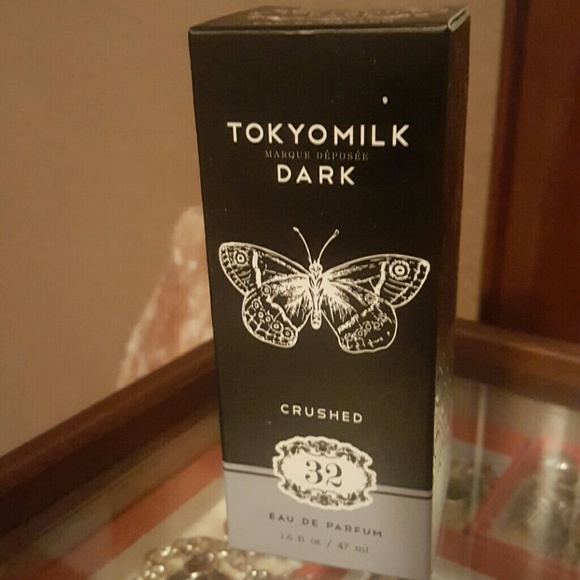 TOKYOMILK
MARQUE DÉPOSÉE
DARK
CRUSHED
32
EAU DE PARFUM
1.6 fl oz / 47 ml